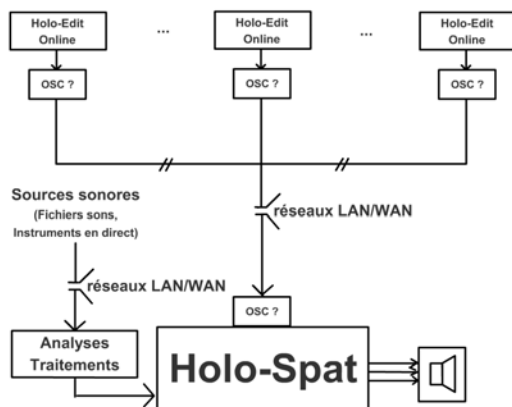 Holo-Edit
Online
...
Holo-Edit
Online
...
Holo-Edit
Online
OSC ?
OSC ?
OSC ?
Sources sonores
(Fichiers sons,
Instruments en direct)
réseaux LAN/WAN
réseaux LAN/WAN
OSC ?
Analyses
Traitements
Holo-Spat